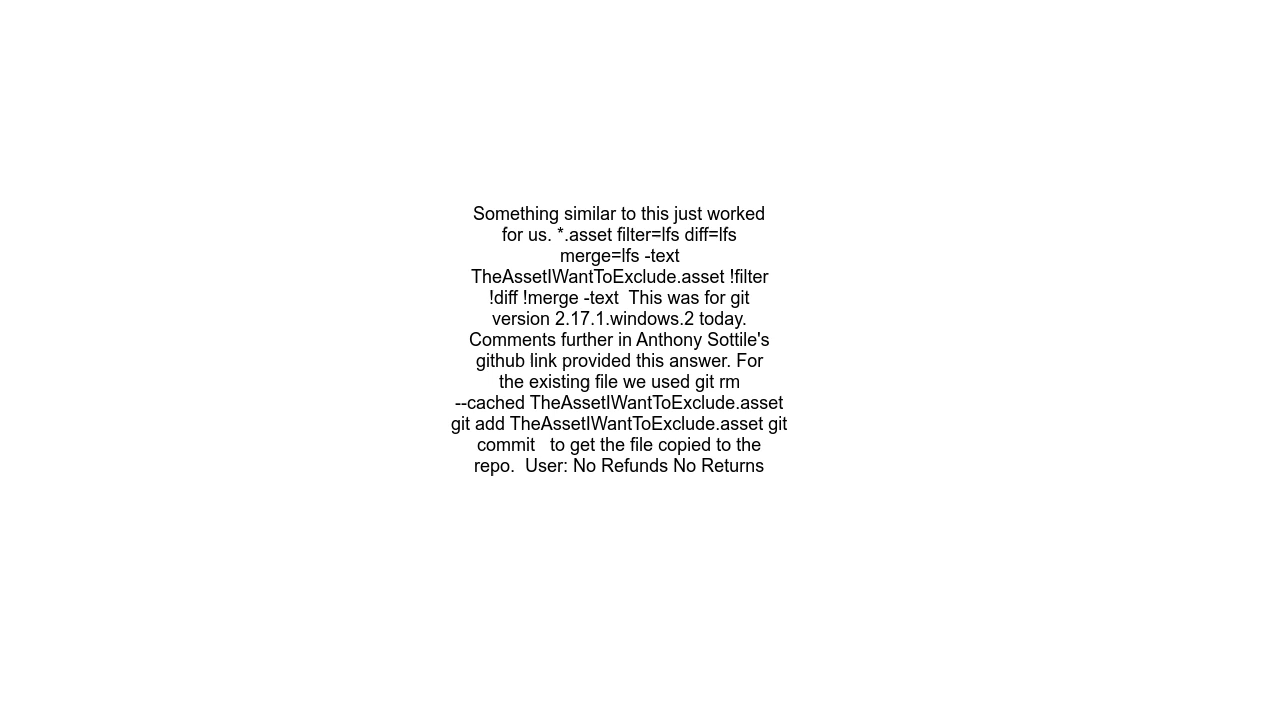 Something similar to this just worked
for us. *.asset filter=lfs diff=lfs
merge=lfs -text
TheAssetIWantToExclude.asset !filter
!diff !merge -text  This was for git
version 2.17.1.windows.2 today.
Comments further in Anthony Sottile's
github link provided this answer. For
the existing file we used git rm
--cached TheAssetIWantToExclude.asset
git add TheAssetIWantToExclude.asset git
commit   to get the file copied to the
repo.  User: No Refunds No Returns